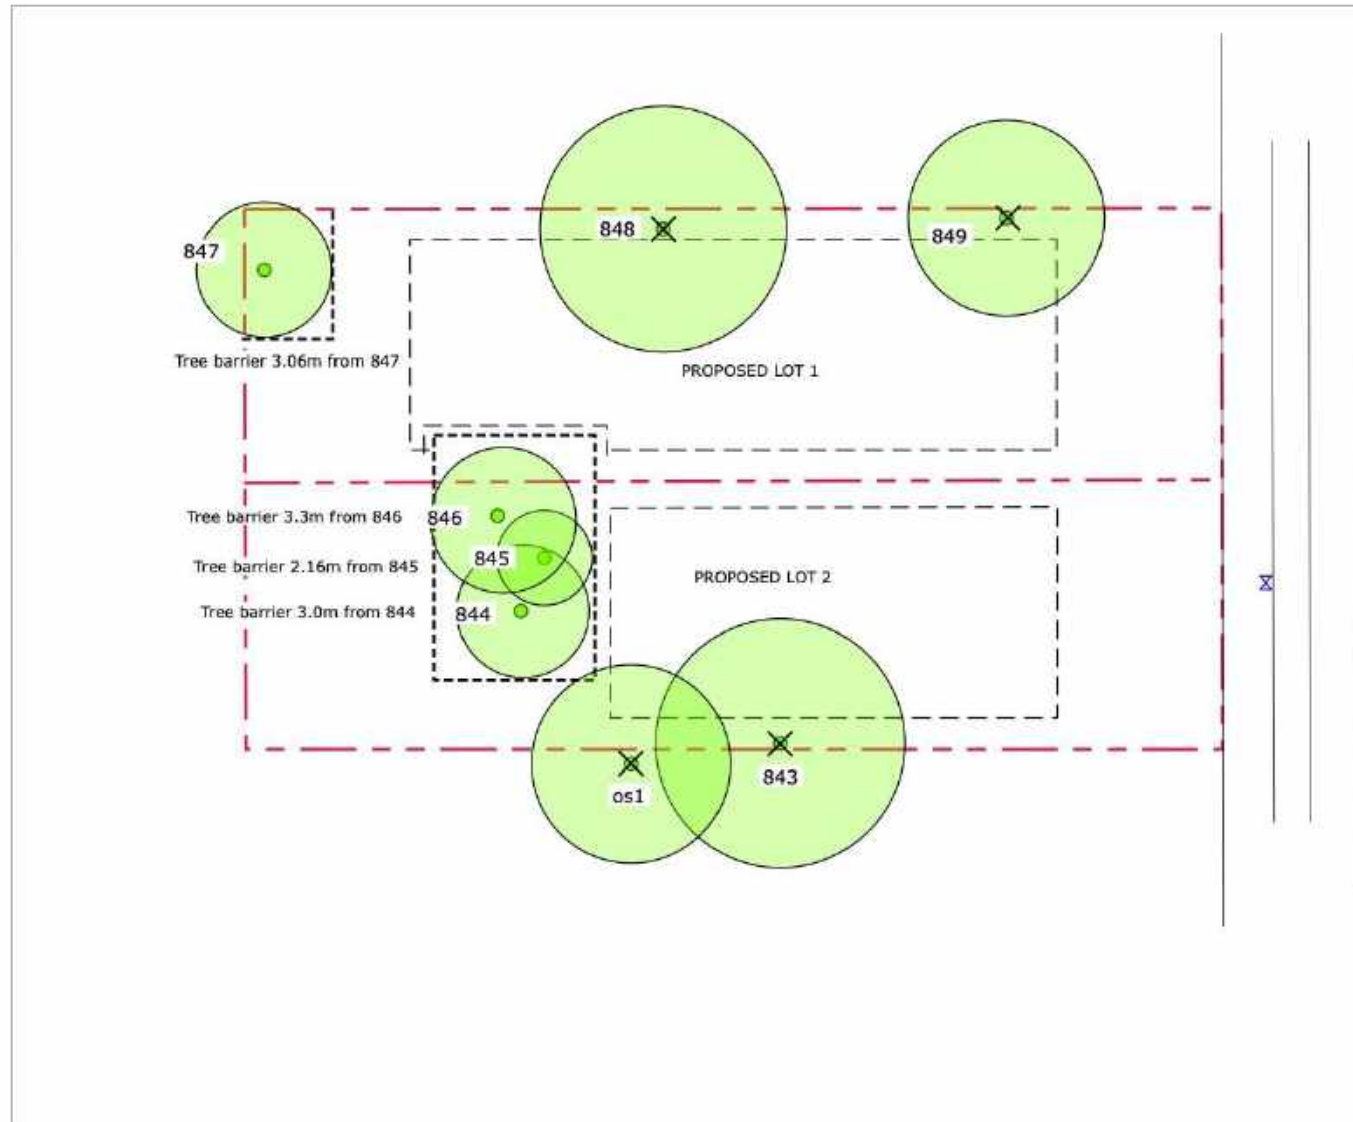 848
849
847
Tree barrier 3.06m from 847
PROPOSED LOT 1
Tree barrier 3.3m from 846
846
845
Tree barrier 2.16m from 845
PROPOSED LOT 2
Tree barrier 3.0m from 844
844
843
os1